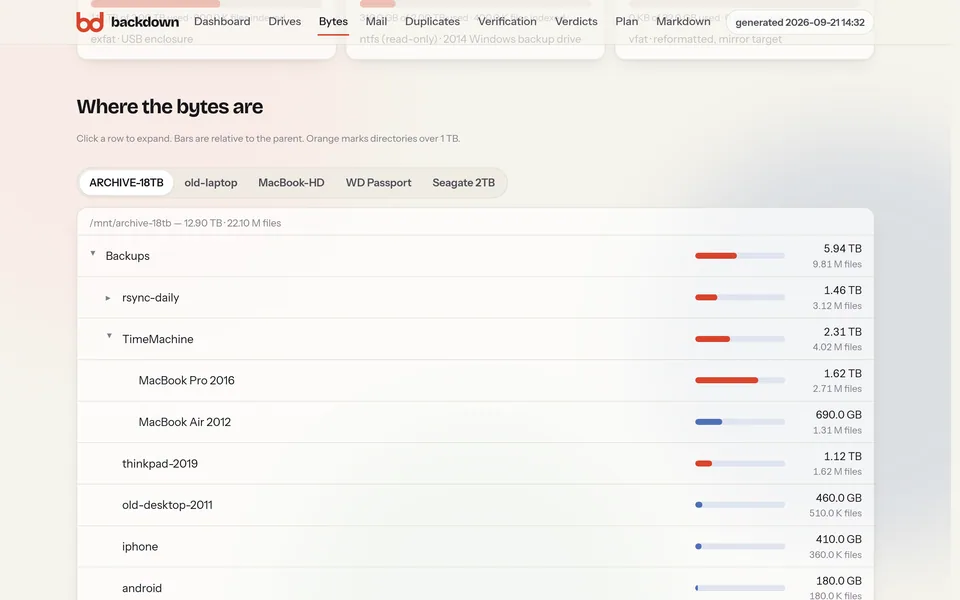 bd backdown Dashboard Drives Bytes Mail Duplicates Verification Verdicts Plan Markdown generated 2026-09-21 14:32
exfat · USB enclosure
ntfs (read-only) · 2014 Windows backup drive
vfat · reformatted, mirror target
Where the bytes are
Click a row to expand. Bars are relative to the parent. Orange marks directories over 1 TB.
ARCHIVE-18TB old-laptop MacBook-HD WD Passport Seagate 2TB
/mnt/archive-18tb — 12.90 TB · 22.10 M files
Backups 5.94 TB
9.81 M files
rsync-daily 1.46 TB
3.12 M files
TimeMachine 2.31 TB
4.02 M files
MacBook Pro 2016 1.62 TB
2.71 M files
MacBook Air 2012 690.0 GB
1.31 M files
thinkpad-2019 1.12 TB
1.62 M files
old-desktop-2011 460.0 GB
510.0 K files
iphone 410.0 GB
360.0 K files
android 180.0 GB
180.0 K files